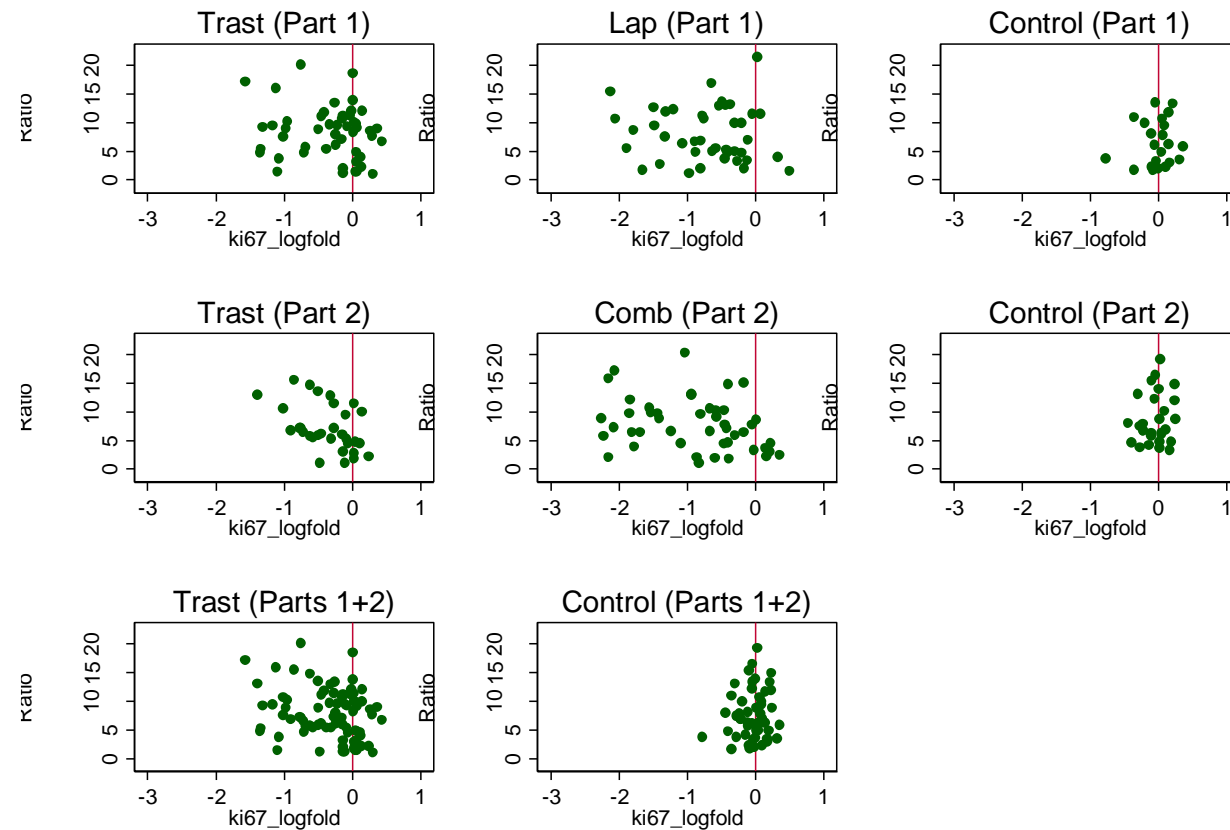 Trast (Part 1) Lap (Part 1) Control (Part 1)
Ratio Ratio Ratio
20 20 20
15 15 15
10 10 10
5 5 5
0 0 0
-3 -2 -1 0 1 -3 -2 -1 0 1 -3 -2 -1 0 1
ki67_logfold ki67_logfold ki67_logfold
Trast (Part 2) Comb (Part 2) Control (Part 2)
Ratio Ratio Ratio
20 20 20
15 15 15
10 10 10
5 5 5
0 0 0
-3 -2 -1 0 1 -3 -2 -1 0 1 -3 -2 -1 0 1
ki67_logfold ki67_logfold ki67_logfold
Trast (Parts 1+2) Control (Parts 1+2)
Ratio Ratio
20 20
15 15
10 10
5 5
0 0
-3 -2 -1 0 1 -3 -2 -1 0 1
ki67_logfold ki67_logfold